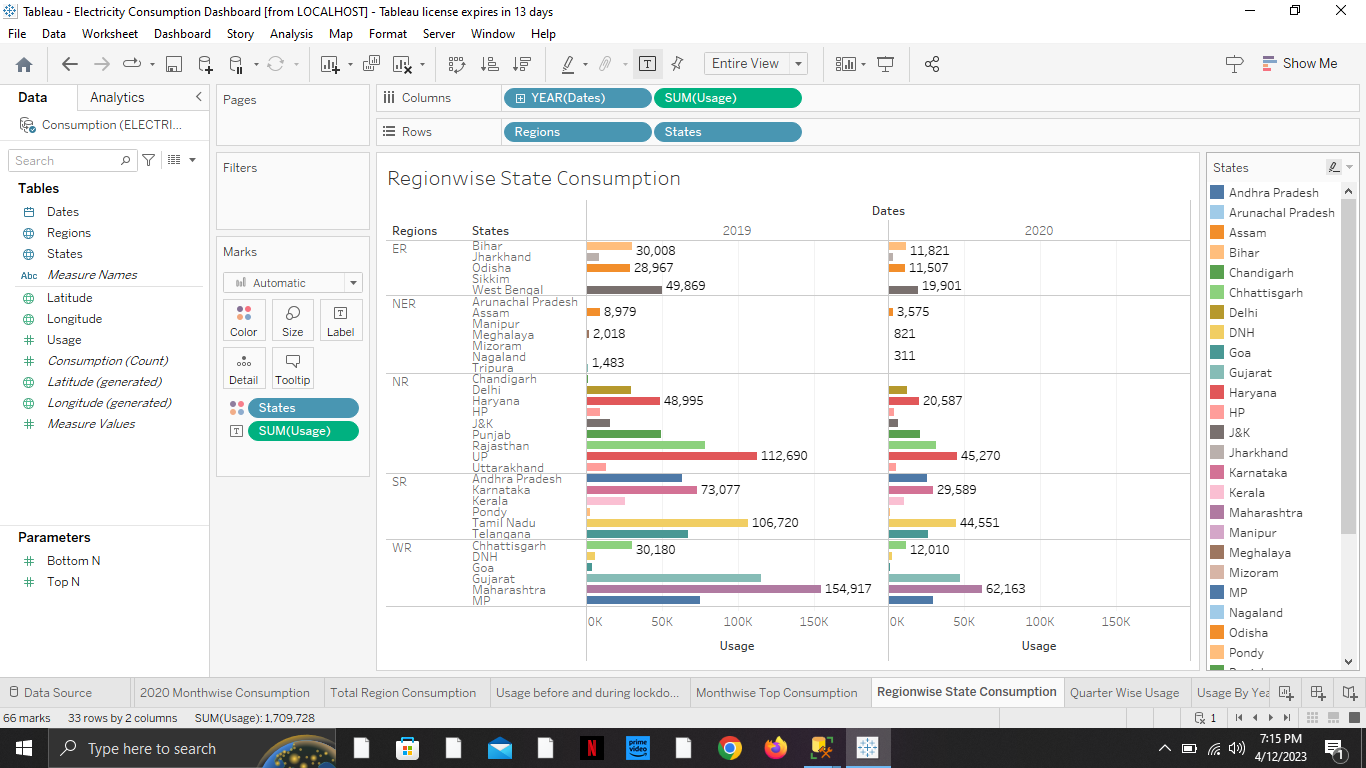 Tableau - Electricity Consumption Dashboard [from LOCALHOST] - Tableau license expires in 13 days
File Data Worksheet Dashboard Story Analysis Map Format Server Window Help
Entire View
Show Me
Data Analytics
Consumption (ELECTRI...
Search
Tables
Dates
Regions
States
Abc Measure Names
Latitude
Longitude
Usage
Consumption (Count)
Latitude (generated)
Longitude (generated)
Measure Values
Parameters
Bottom N
Top N
Pages
Filters
Marks
Automatic
Color Size Label
Detail Tooltip
States
SUM(Usage)
Columns YEAR(Dates) SUM(Usage)
Rows Regions States
Regionwise State Consumption
Dates
Regions States 2019 2020
ER Bihar 30,008 11,821
Jharkhand
Odisha 28,967 11,507
Sikkim
West Bengal 49,869 19,901
NER Arunachal Pradesh
Assam 8,979 3,575
Manipur
Meghalaya 2,018 821
Mizoram
Nagaland 311
Tripura 1,483
NR Chandigarh
Delhi
Haryana 48,995 20,587
HP
J&K
Punjab
Rajasthan
UP 112,690 45,270
Uttarakhand
SR Andhra Pradesh
Karnataka 73,077 29,589
Kerala
Pondy
Tamil Nadu 106,720 44,551
Telangana
WR Chhattisgarh 30,180 12,010
DNH
Goa
Gujarat
Maharashtra 154,917 62,163
MP
0K 50K 100K 150K 0K 50K 100K 150K
Usage Usage
States
Andhra Pradesh
Arunachal Pradesh
Assam
Bihar
Chandigarh
Chhattisgarh
Delhi
DNH
Goa
Gujarat
Haryana
HP
J&K
Jharkhand
Karnataka
Kerala
Maharashtra
Manipur
Meghalaya
Mizoram
MP
Nagaland
Odisha
Pondy
Data Source 2020 Monthwise Consumption Total Region Consumption Usage before and during lockdo... Monthwise Top Consumption Regionwise State Consumption Quarter Wise Usage Usage By Yea
66 marks 33 rows by 2 columns SUM(Usage): 1,709,728 1
Type here to search
prime video
N
7:15 PM
4/12/2023
1